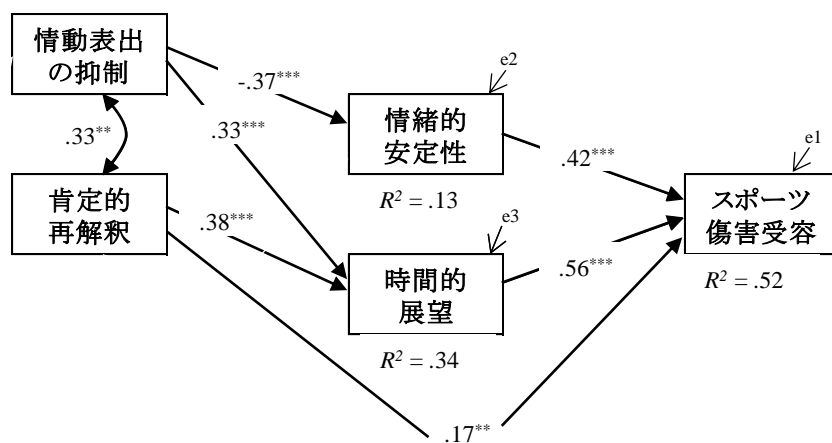 情動表出
の抑制
-.37***
e2
情緒的
安定性
R² = .13
.33**
.33***
.42***
e1
スポーツ
傷害受容
R² = .52
肯定的
再解釈
.38***
e3
時間的
展望
R² = .34
.56***
.17**